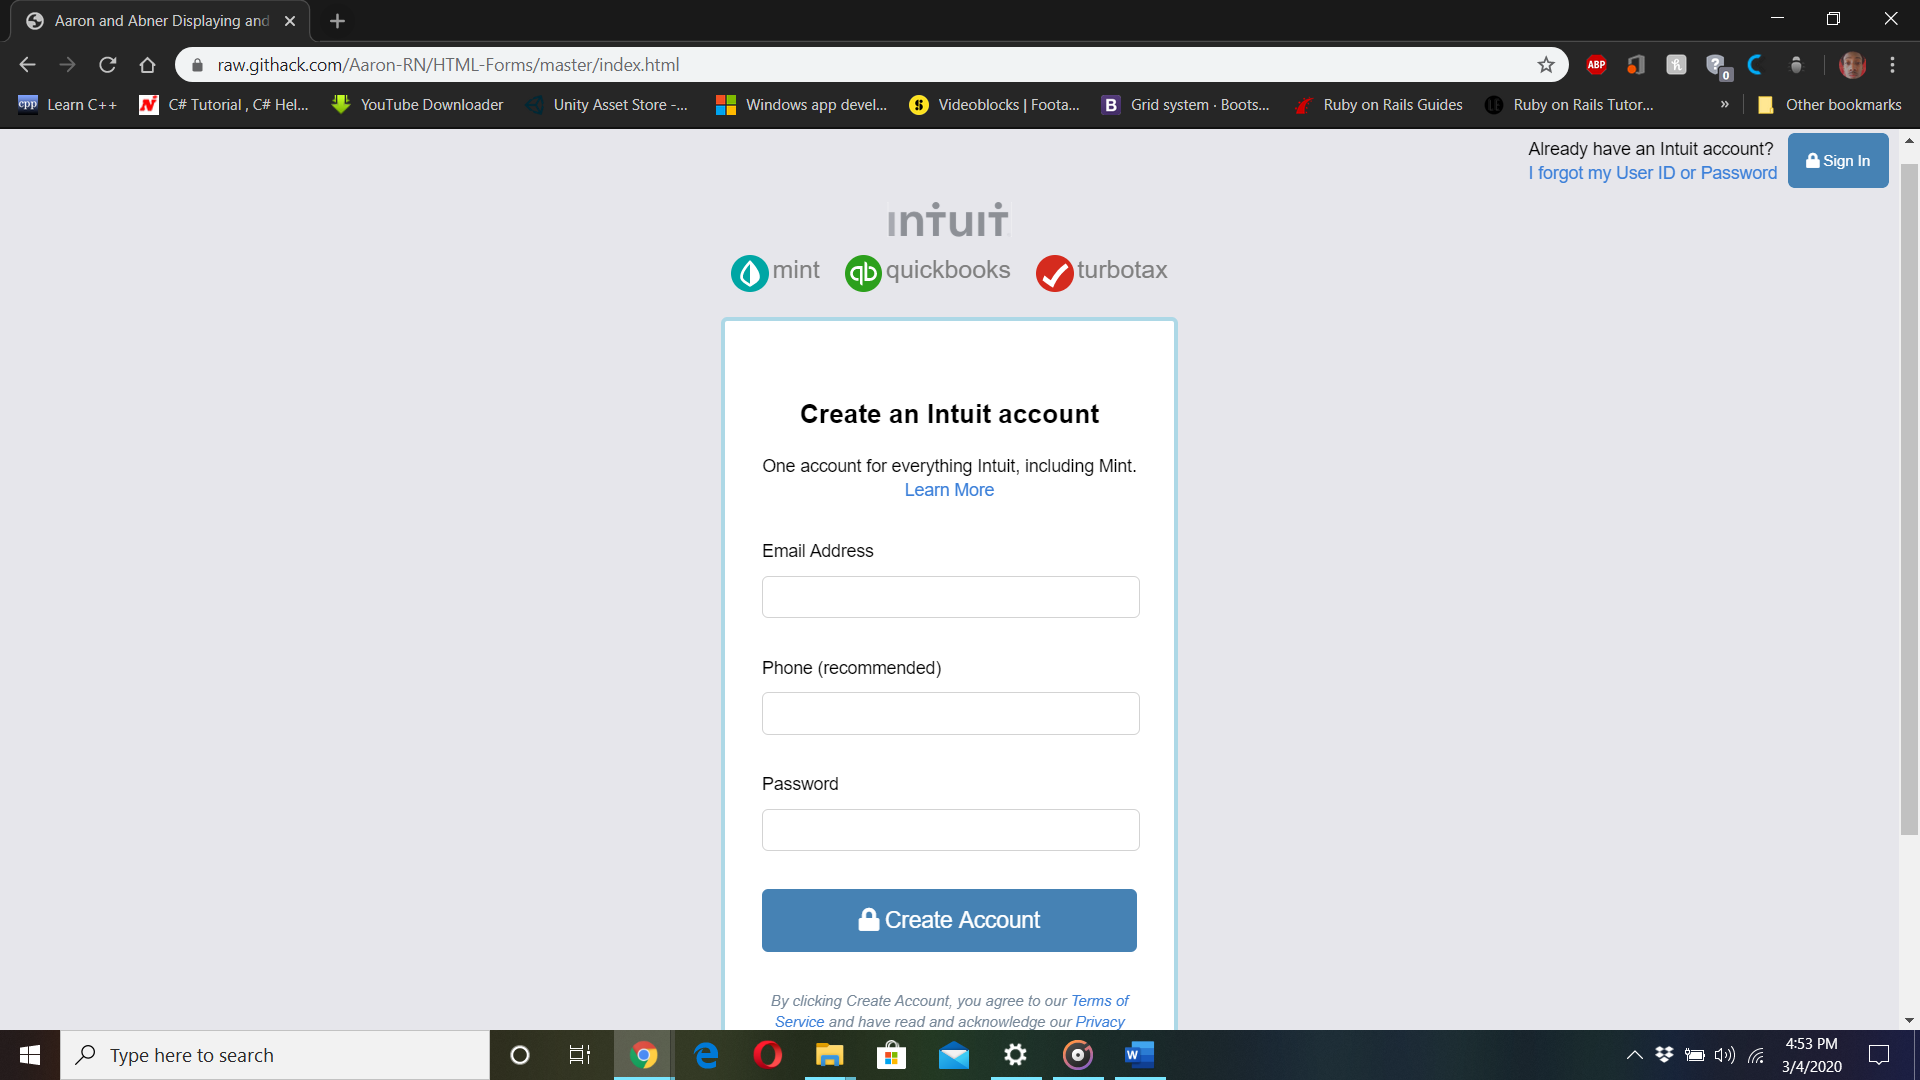 Aaron and Abner Displaying and
raw.githack.com/Aaron-RN/HTML-Forms/master/index.html
ABP
0
cpp Learn C++
C# Tutorial , C# Hel...
YouTube Downloader
Unity Asset Store -...
Windows app devel...
Videoblocks | Foota...
B Grid system · Boots...
Ruby on Rails Guides
Ruby on Rails Tutor...
»
Other bookmarks
Already have an Intuit account?
I forgot my User ID or Password
Sign In
intuit
mint
qb quickbooks
turbotax
Create an Intuit account
One account for everything Intuit, including Mint.
Learn More
Email Address
Phone (recommended)
Password
Create Account
By clicking Create Account, you agree to our Terms of
Service and have read and acknowledge our Privacy
Type here to search
W
4:53 PM
3/4/2020